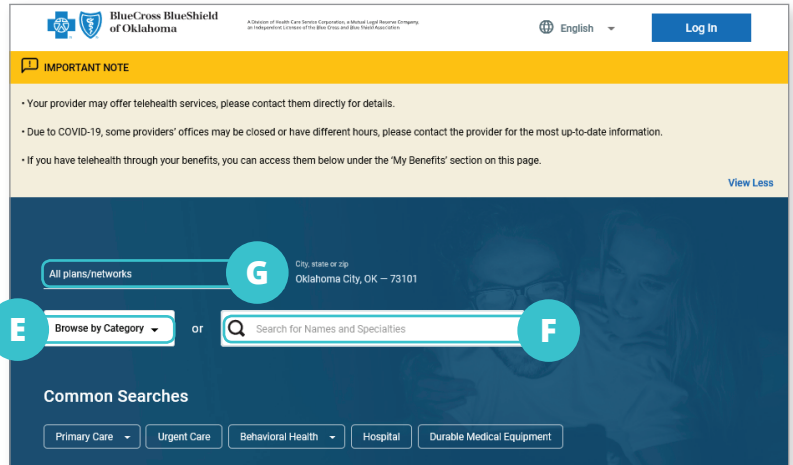 BlueCross BlueShield
of Oklahoma
A Division of Health Care Service Corporation, a Mutual Legal Reserve Company,
an Independent Licensee of the Blue Cross and Blue Shield Association
English
Log In
IMPORTANT NOTE
• Your provider may offer telehealth services, please contact them directly for details.
• Due to COVID-19, some providers' offices may be closed or have different hours, please contact the provider for the most up-to-date information.
• If you have telehealth through your benefits, you can access them below under the 'My Benefits' section on this page.
View Less
All plans/networks
G
City, state or zip
Oklahoma City, OK — 73101
E
Browse by Category
or
Search for Names and Specialties
F
Common Searches
Primary Care
Urgent Care
Behavioral Health
Hospital
Durable Medical Equipment